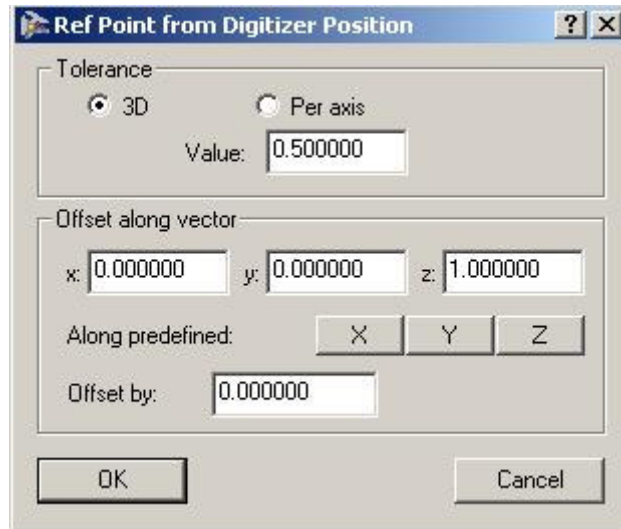 Ref Point from Digitizer Position
Tolerance
3D Per axis
Value: 0.500000
Offset along vector
x: 0.000000 y: 0.000000 z: 1.000000
Along predefined: X Y Z
Offset by: 0.000000
OK Cancel